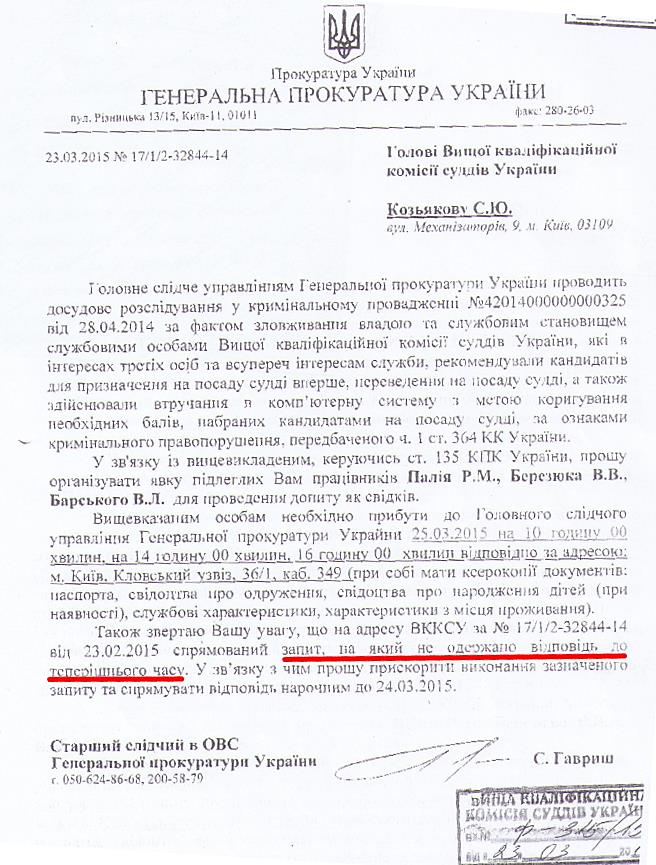 Прокуратура України
ГЕНЕРАЛЬНА ПРОКУРАТУРА УКРАЇНИ
вул. Різницька 13/15, Київ-11, 01011 факс: 280-26-03
23.03.2015 № 17/1/2-32844-14
Голові Вищої кваліфікаційної
комісії суддів України
Козьякову С.Ю.
вул. Механізаторів, 9, м. Київ, 03109
Головне слідче управлінням Генеральної прокуратури України проводить
досудове розслідування у кримінальному провадженні №42014000000000325
від 28.04.2014 за фактом зловживання владою та службовим становищем
службовими особами Вищої кваліфікаційної комісії суддів України, які в
інтересах третіх осіб та всупереч інтересам служби, рекомендували кандидатів
для призначення на посаду судді вперше, переведення на посаду судді, а також
здійснювали втручання в комп'ютерну систему з метою коригування
необхідних балів, набраних кандидатами на посаду судді, за ознаками
кримінального правопорушення, передбаченого ч. 1 ст. 364 КК України.
У зв'язку із вищевикладеним, керуючись ст. 135 КПК України, прошу
організувати явку підлеглих Вам працівників Палія Р.М., Березюка В.В.,
Барського В.Л. для проведення допиту як свідків.
Вищевказаним особам необхідно прибути до Головного слідчого
управління Генеральної прокуратури Украйини 25.03.2015 на 10 годину 00
хвилин, на 14 годину 00 хвилин, 16 годину 00 хвилин відповідно за адресою:
м. Київ, Кловський узвіз, 36/1, каб. 349 (при собі мати ксерокопії документів:
паспорта, свідоцтва про одруження, свідоцтва про народження дітей (при
наявності), службові характеристики, характеристики з місця проживання).
Також звертаю Вашу увагу, що на адресу ВККСУ за № 17/1/2-32844-14
від 23.02.2015 спрямований запит, на який не одержано відповідь до
теперішнього часу. У зв'язку з чим прошу прискорити виконання зазначеного
запиту та спрямувати відповідь нарочним до 24.03.2015.
Старший слідчий в ОВС
Генеральної прокуратури України С. Гавриш
т. 050-624-86-68, 200-58-79
ВИЩА КВАЛІФІКАЦІЙНА
КОМІСІЯ СУДДІВ УКРАЇ
23 03